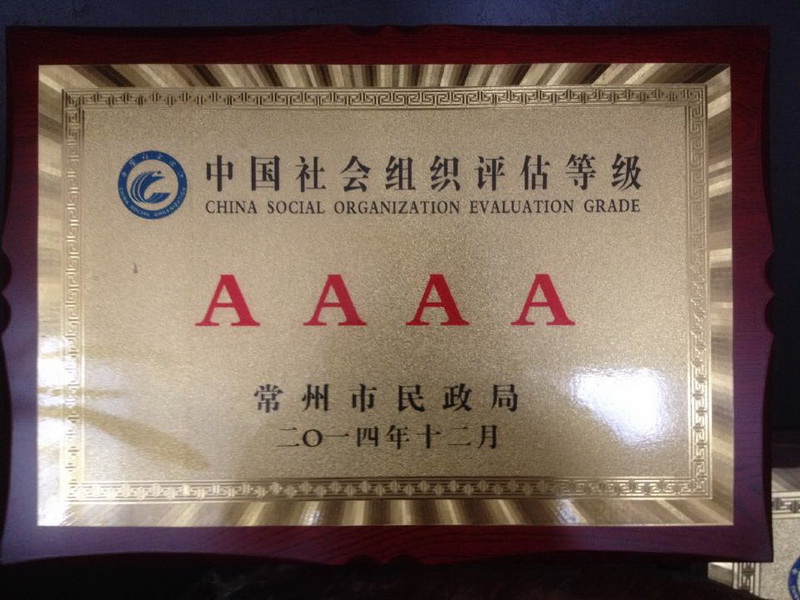 中国社会组织评估等级
CHINA SOCIAL ORGANIZATION EVALUATION GRADE
A A A A
常州市民政局
二〇一四年十二月